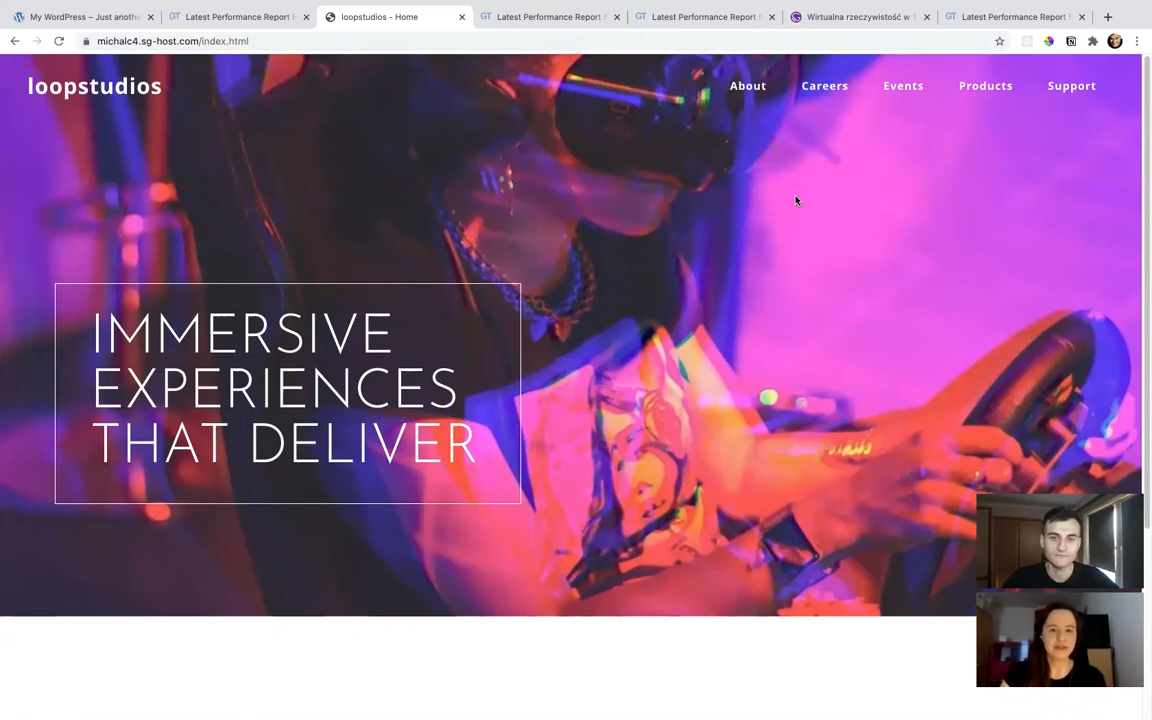 My WordPress – Just anothe
Latest Performance Report f
loopstudios - Home
Latest Performance Report f
Latest Performance Report f
Wirtualna rzeczywistość w T
Latest Performance Report f
michalc4.sg-host.com/index.html
loopstudios
About
Careers
Events
Products
Support
IMMERSIVE
EXPERIENCES
THAT DELIVER